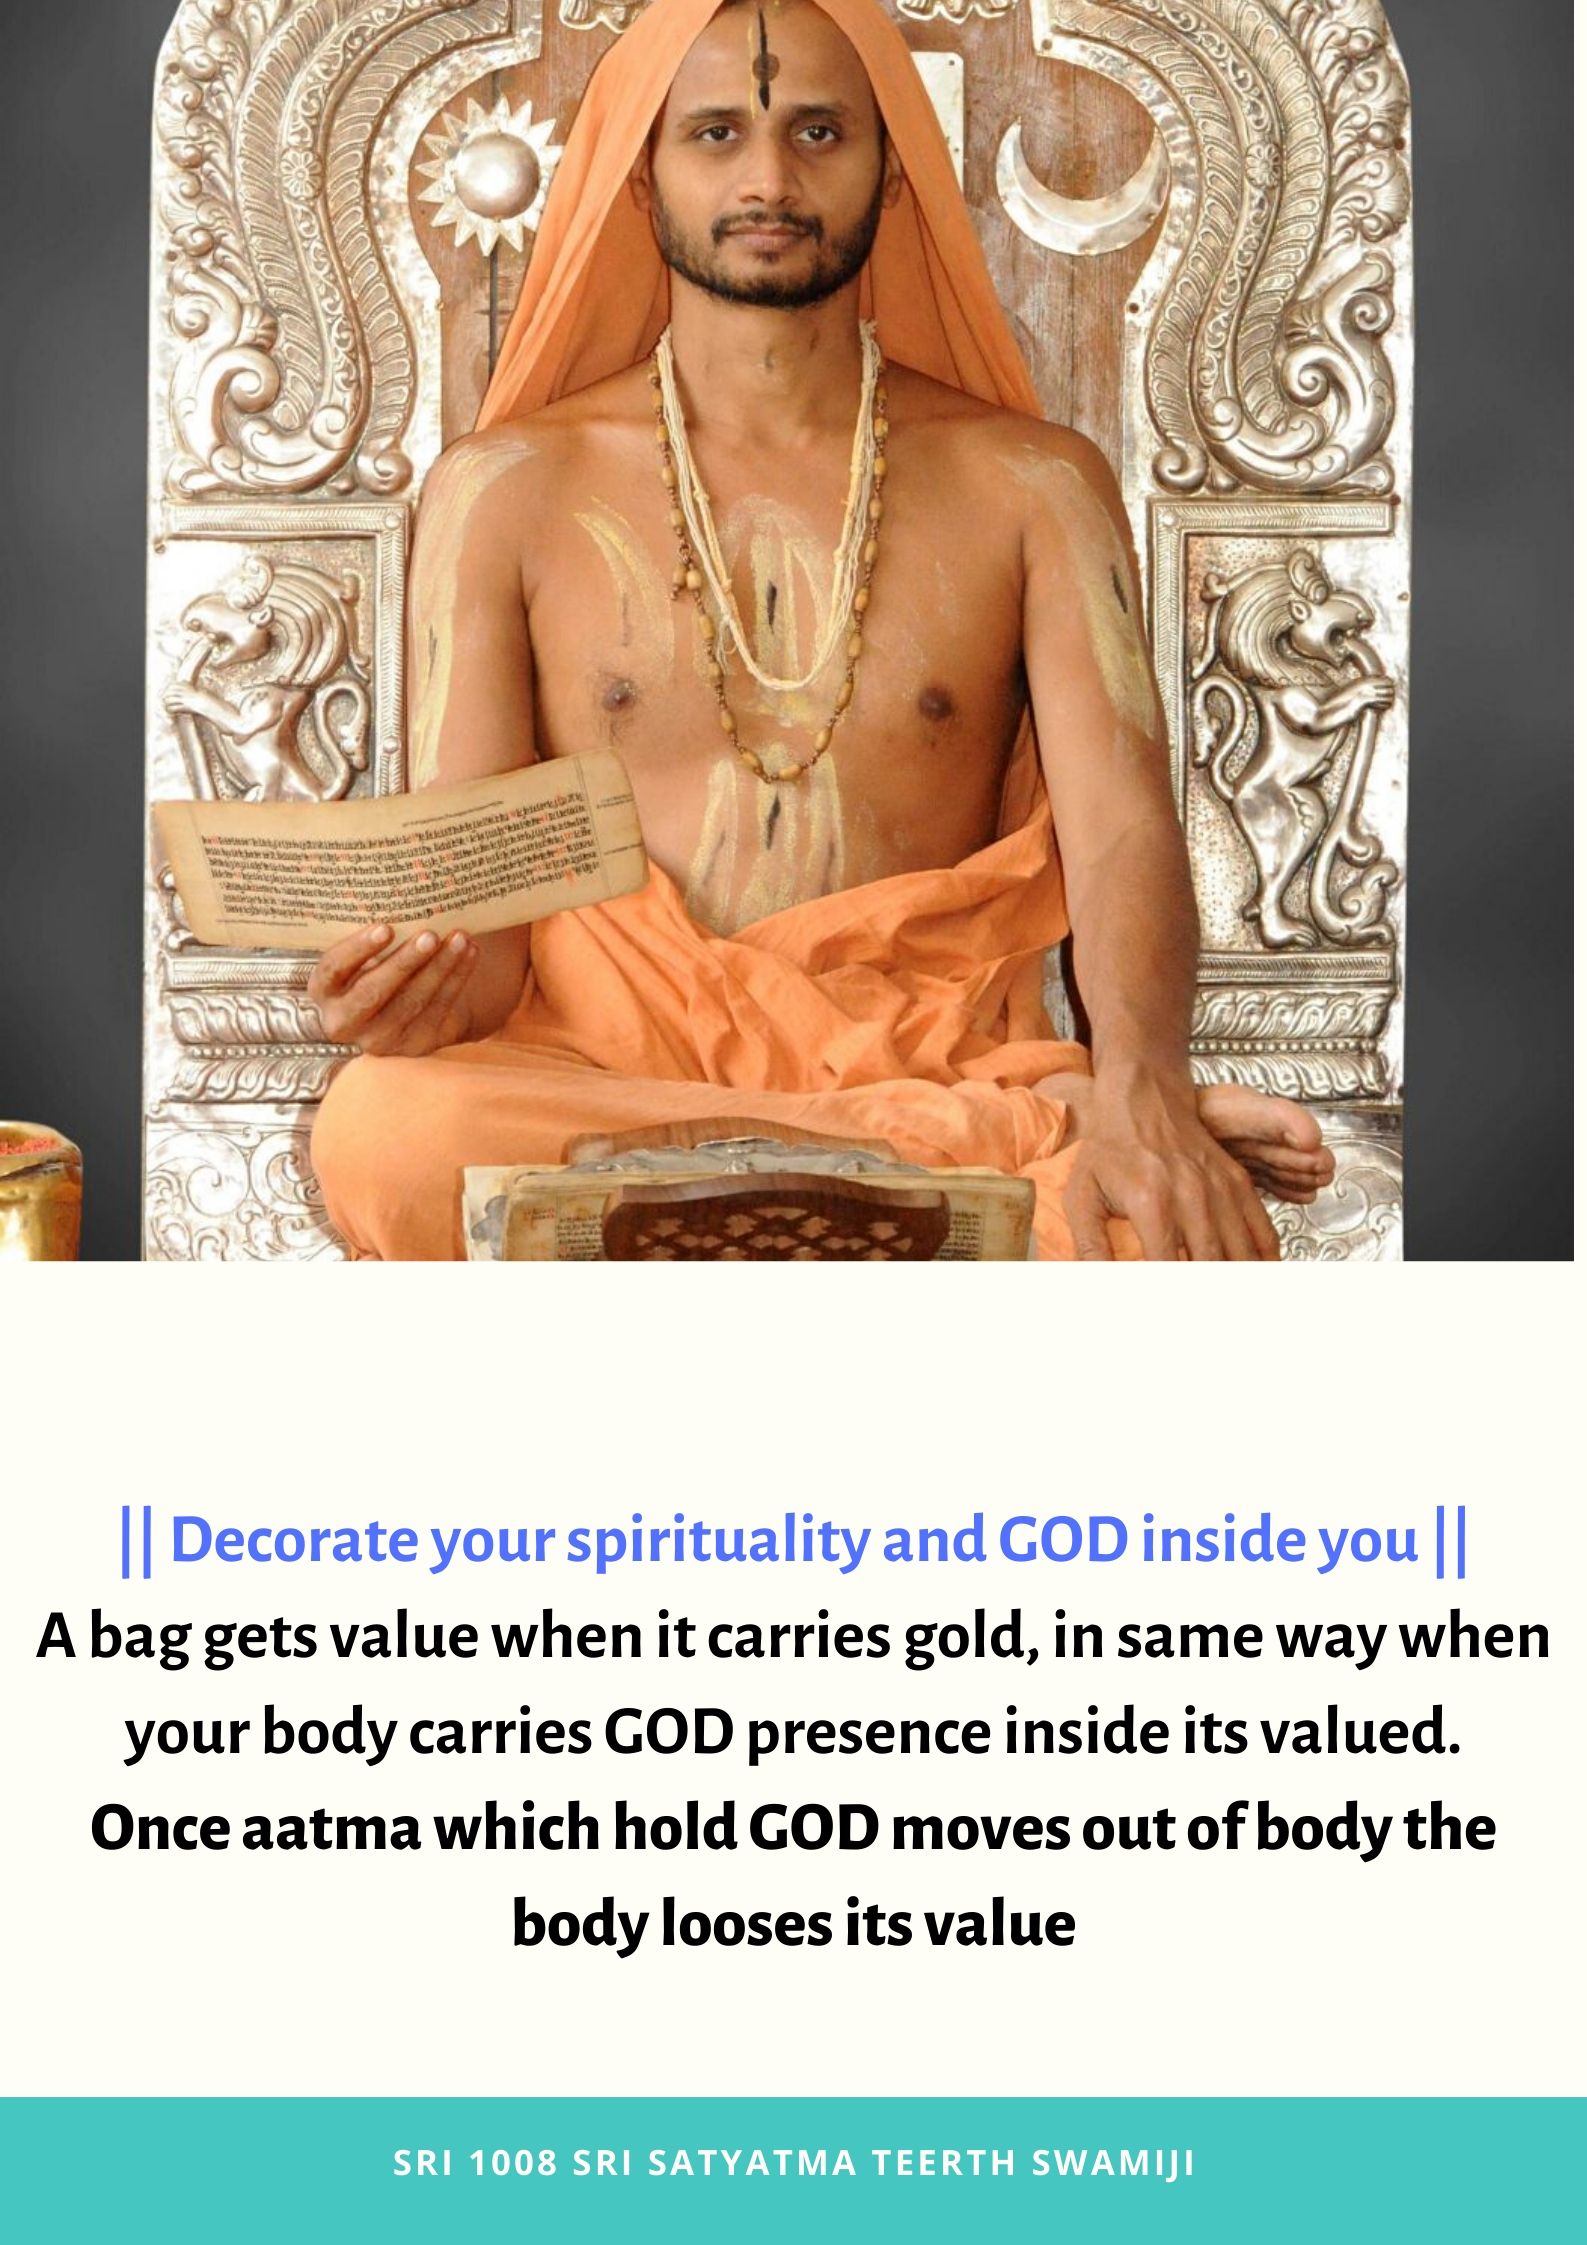 || Decorate your spirituality and GOD inside you ||
A bag gets value when it carries gold, in same way when
your body carries GOD presence inside its valued.
Once aatma which hold GOD moves out of body the
body looses its value
SRI 1008 SRI SATYATMA TEERTH SWAMIJI